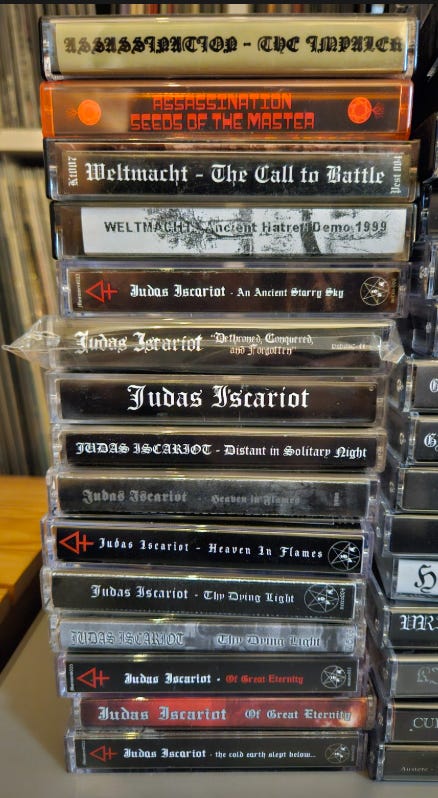 ASSASSINATION - THE IMPALER
ASSASSINATION
SEEDS OF THE MASTER
Weltmacht - The Call to Battle
WELTMACHT Ancient Hatred Demo 1999
Judas Iscariot - An Ancient Starry Sky
Judas Iscariot "Dethroned, Conquered,
and Forgotten"
Judas Iscariot
JUDAS ISCARIOT - Distant in Solitary Night
Judas Iscariot Heaven in Flames
Judas Iscariot - Heaven In Flames
Judas Iscariot - Thy Dying Light
JUDAS ISCARIOT Thy Dying Light
Judas Iscariot - Of Great Eternity
Judas Iscariot Of Great Eternity
Judas Iscariot - the cold earth slept below...